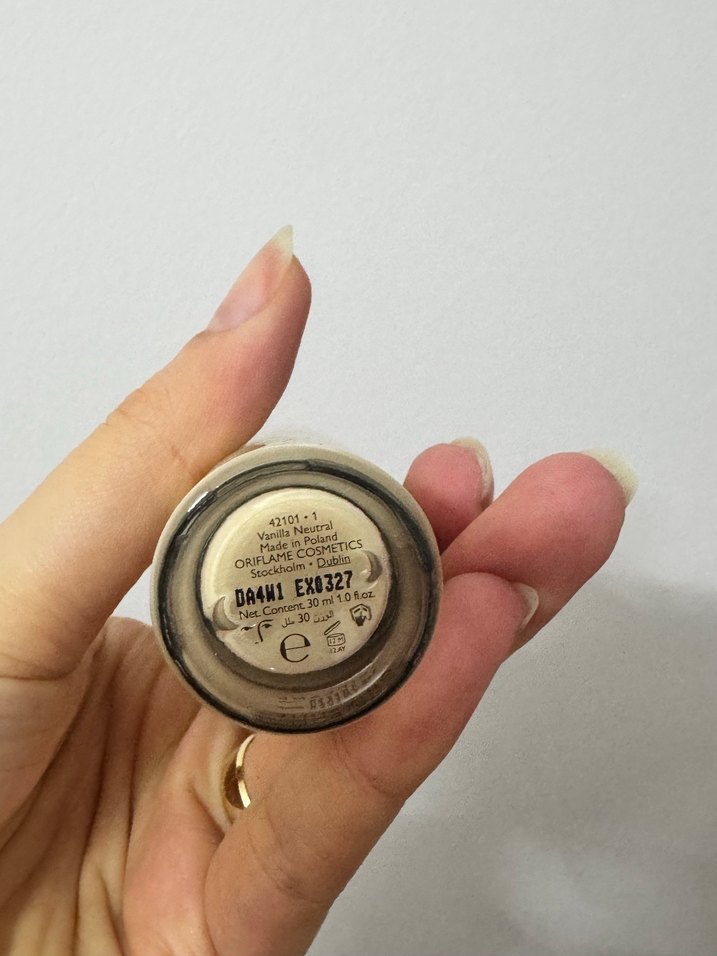 42101 • 1
Vanilla Neutral
Made in Poland
ORIFLAME COSMETICS
Stockholm • Dublin
DA4W1 EX0327
Net. Content. 30 ml 1.0 fl.oz.
الوزن 30 مل
e
12 M
12 AY